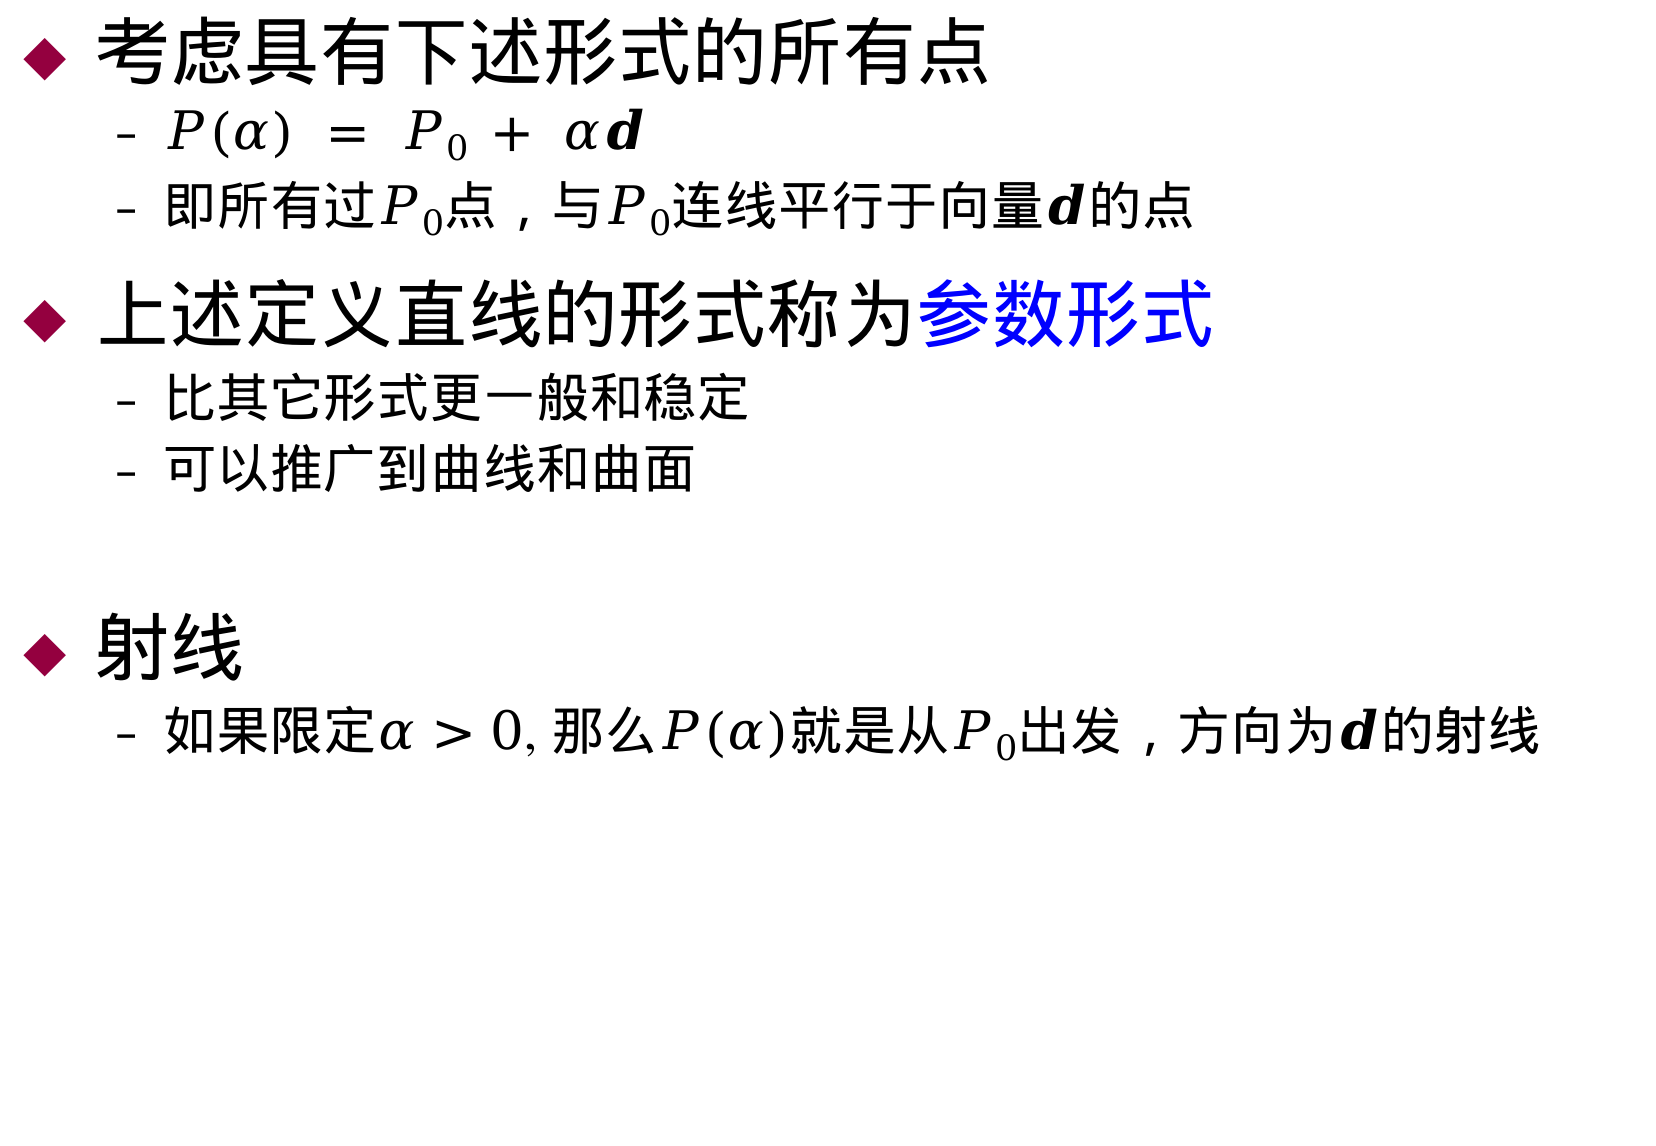 ◆ 考虑具有下述形式的所有点
– P(α) = P₀ + αd
– 即所有过P₀点，与P₀连线平行于向量d的点
◆ 上述定义直线的形式称为参数形式
– 比其它形式更一般和稳定
– 可以推广到曲线和曲面
◆ 射线
– 如果限定α > 0, 那么P(α)就是从P₀出发，方向为d的射线